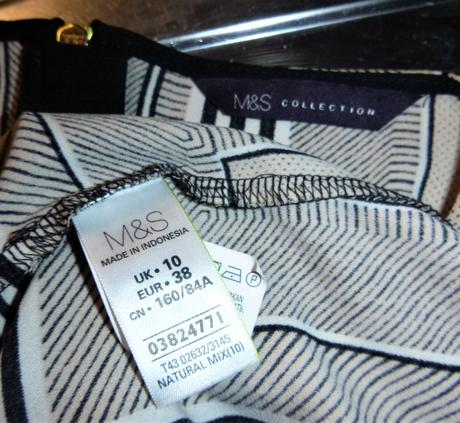 M&S COLLECTION
M&S
MADE IN INDONESIA
UK • 10
EUR • 38
CN • 160/84A
03824771
T43 02632/3145
NATURAL MIX(10)
P